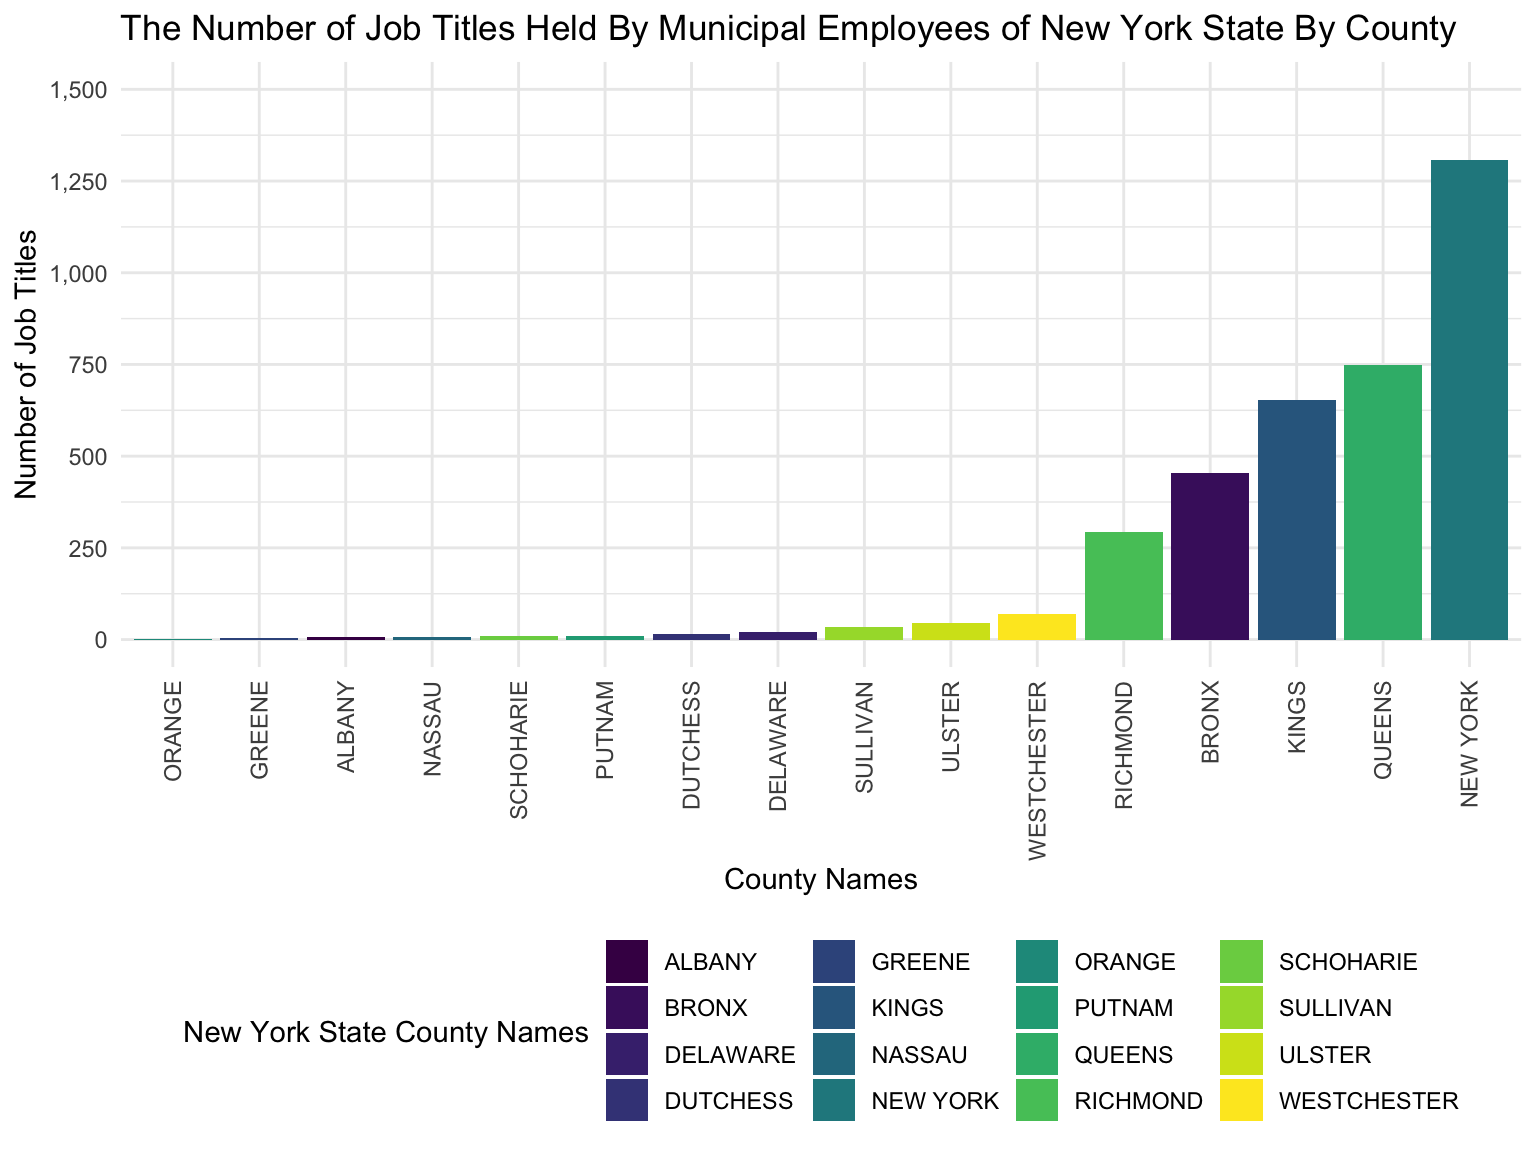 The Number of Job Titles Held By Municipal Employees of New York State By County
1,500
1,250
1,000
750
500
250
0
Number of Job Titles
ORANGE
GREENE
ALBANY
NASSAU
SCHOHARIE
PUTNAM
DUTCHESS
DELAWARE
SULLIVAN
ULSTER
WESTCHESTER
RICHMOND
BRONX
KINGS
QUEENS
NEW YORK
County Names
New York State County Names
ALBANY
BRONX
DELAWARE
DUTCHESS
GREENE
KINGS
NASSAU
NEW YORK
ORANGE
PUTNAM
QUEENS
RICHMOND
SCHOHARIE
SULLIVAN
ULSTER
WESTCHESTER